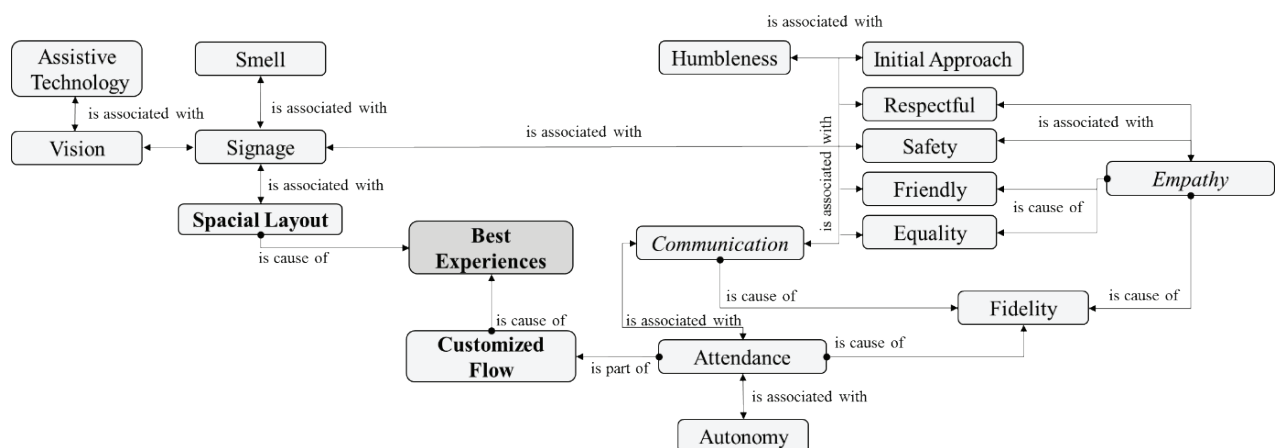 is associated with
Assistive
Technology
Smell
Humbleness
Initial Approach
is associated with
is associated with
Respectful
is associated with
is associated with
Vision
Signage
Safety
is associated with
is associated with
Friendly
Empathy
Spacial Layout
is cause of
Best
Experiences
Communication
Equality
is cause of
is cause of
Fidelity
is cause of
is cause of
is associated with
Customized
Flow
is part of
Attendance
is cause of
is associated with
Autonomy